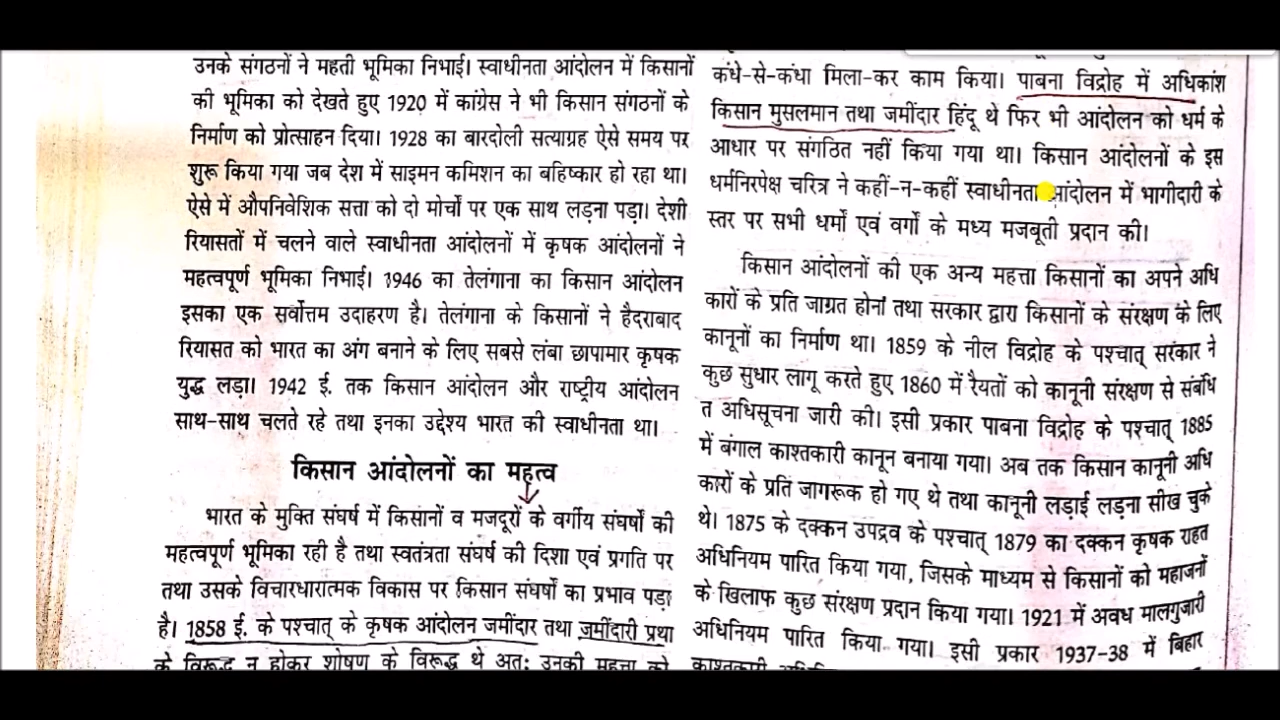 उनके संगठनों ने महती भूमिका निभाई। स्वाधीनता आंदोलन में किसानों
की भूमिका को देखते हुए 1920 में कांग्रेस ने भी किसान संगठनों के
निर्माण को प्रोत्साहन दिया। 1928 का बारदोली सत्याग्रह ऐसे समय पर
शुरू किया गया जब देश में साइमन कमिशन का बहिष्कार हो रहा था।
ऐसे में औपनिवेशिक सत्ता को दो मोर्चों पर एक साथ लड़ना पड़ा। देशी
रियासतों में चलने वाले स्वाधीनता आंदोलनों में कृषक आंदोलनों ने
महत्वपूर्ण भूमिका निभाई। 1946 का तेलंगाना का किसान आंदोलन
इसका एक सर्वोत्तम उदाहरण है। तेलंगाना के किसानों ने हैदराबाद
रियासत को भारत का अंग बनाने के लिए सबसे लंबा छापामार कृषक
युद्ध लड़ा। 1942 ई. तक किसान आंदोलन और राष्ट्रीय आंदोलन
साथ-साथ चलते रहे तथा इनका उद्देश्य भारत की स्वाधीनता था।
किसान आंदोलनों का महत्व
भारत के मुक्ति संघर्ष में किसानों व मजदूरों के वर्गीय संघर्षों की
महत्वपूर्ण भूमिका रही है तथा स्वतंत्रता संघर्ष की दिशा एवं प्रगति पर
तथा उसके विचारधारात्मक विकास पर किसान संघर्षों का प्रभाव पड़ा
है। 1858 ई. के पश्चात् के कृषक आंदोलन जमींदार तथा जमींदारी प्रथा
के विरूद्ध न होकर शोषण के विरूद्ध थे अतः उनकी महत्ता को
कंधे-से-कंधा मिला-कर काम किया। पाबना विद्रोह में अधिकांश
किसान मुसलमान तथा जमींदार हिंदू थे फिर भी आंदोलन को धर्म के
आधार पर संगठित नहीं किया गया था। किसान आंदोलनों के इस
धर्मनिरपेक्ष चरित्र ने कहीं-न-कहीं स्वाधीनता आंदोलन में भागीदारी के
स्तर पर सभी धर्मों एवं वर्गों के मध्य मजबूती प्रदान की।
किसान आंदोलनों की एक अन्य महत्ता किसानों का अपने अधि
कारों के प्रति जाग्रत होना तथा सरकार द्वारा किसानों के संरक्षण के लिए
कानूनों का निर्माण था। 1859 के नील विद्रोह के पश्चात् सरकार ने
कुछ सुधार लागू करते हुए 1860 में रैयतों को कानूनी संरक्षण से संबंधि
त अधिसूचना जारी की। इसी प्रकार पाबना विद्रोह के पश्चात् 1885
में बंगाल काश्तकारी कानून बनाया गया। अब तक किसान कानूनी अधि
कारों के प्रति जागरूक हो गए थे तथा कानूनी लड़ाई लड़ना सीख चुके
थे। 1875 के दक्कन उपद्रव के पश्चात् 1879 का दक्कन कृषक राहत
अधिनियम पारित किया गया, जिसके माध्यम से किसानों को महाजनों
के खिलाफ कुछ संरक्षण प्रदान किया गया। 1921 में अवध मालगुजारी
अधिनियम पारित किया गया। इसी प्रकार 1937-38 में बिहार
काश्तकारी